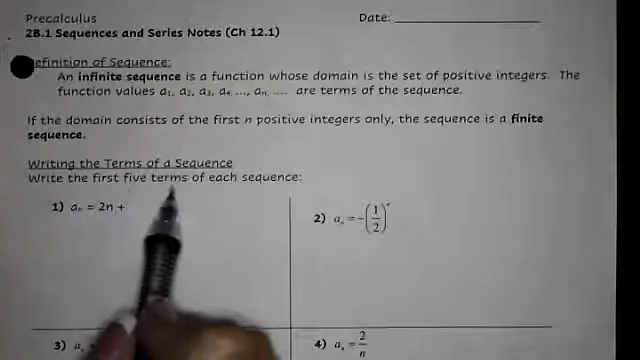 Precalculus Date:
2B.1 Sequences and Series Notes (Ch 12.1)
efinition of Sequence:
An infinite sequence is a function whose domain is the set of positive integers. The
function values a₁, a₂, a₃, a₄, ..., aₙ, .... are terms of the sequence.
If the domain consists of the first n positive integers only, the sequence is a finite
sequence.
Writing the Terms of a Sequence
Write the first five terms of each sequence:
1) aₙ = 2n +
2) aₙ = -(1/2)ⁿ
3) aₙ =
4) aₙ = 2/n